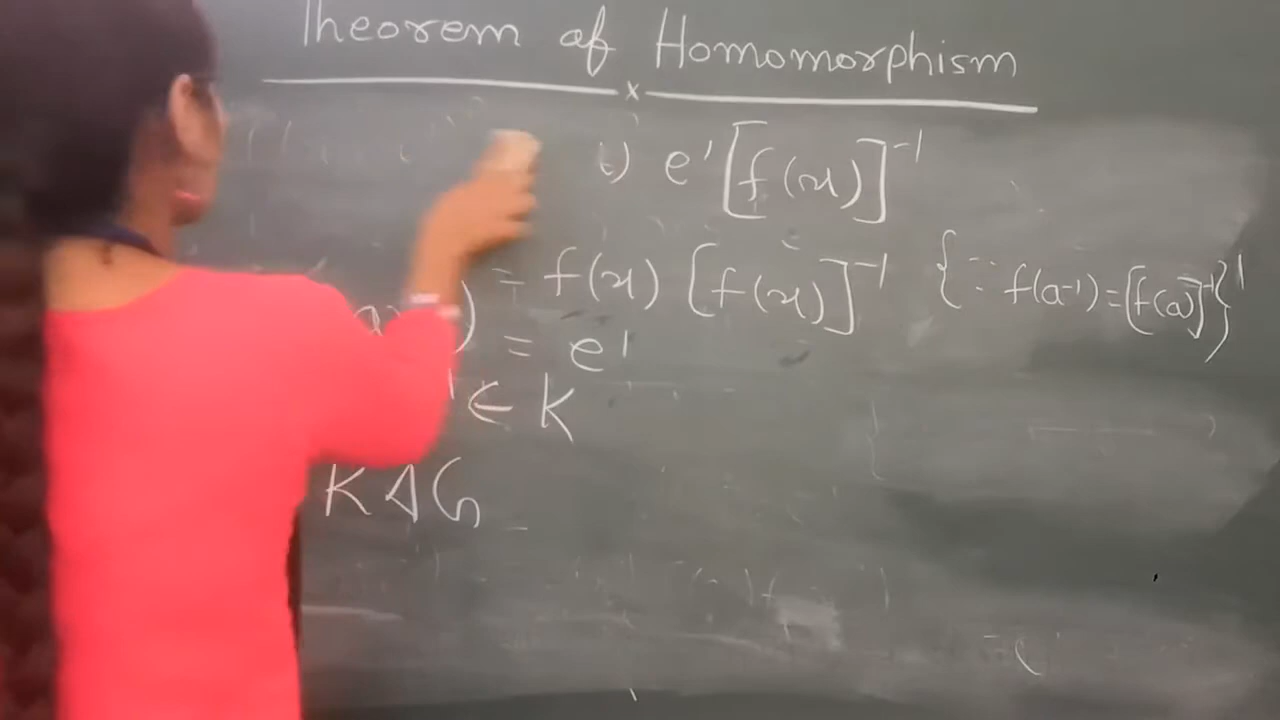 Theorem of Homomorphism
x
e' [f(x)]⁻¹
= f(x) [f(x)]⁻¹ {∵ f(a⁻¹) = [f(a)]⁻¹}
= e'
∈ K
K Δ G